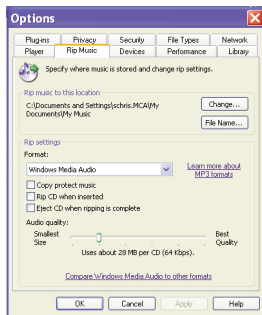 Options
Plug-ins Privacy Security File Types Network
Player Rip Music Devices Performance Library
Specify where music is stored and change rip settings.
Rip music to this location
C:\Documents and Settings\schris.MCA\My
Documents\My Music
Change...
File Name...
Rip settings
Format:
Windows Media Audio
Learn more about
MP3 formats
Copy protect music
Rip CD when inserted
Eject CD when ripping is complete
Audio quality:
Smallest
Size
Best
Quality
Uses about 28 MB per CD (64 Kbps).
Compare Windows Media Audio to other formats
OK Cancel Apply Help